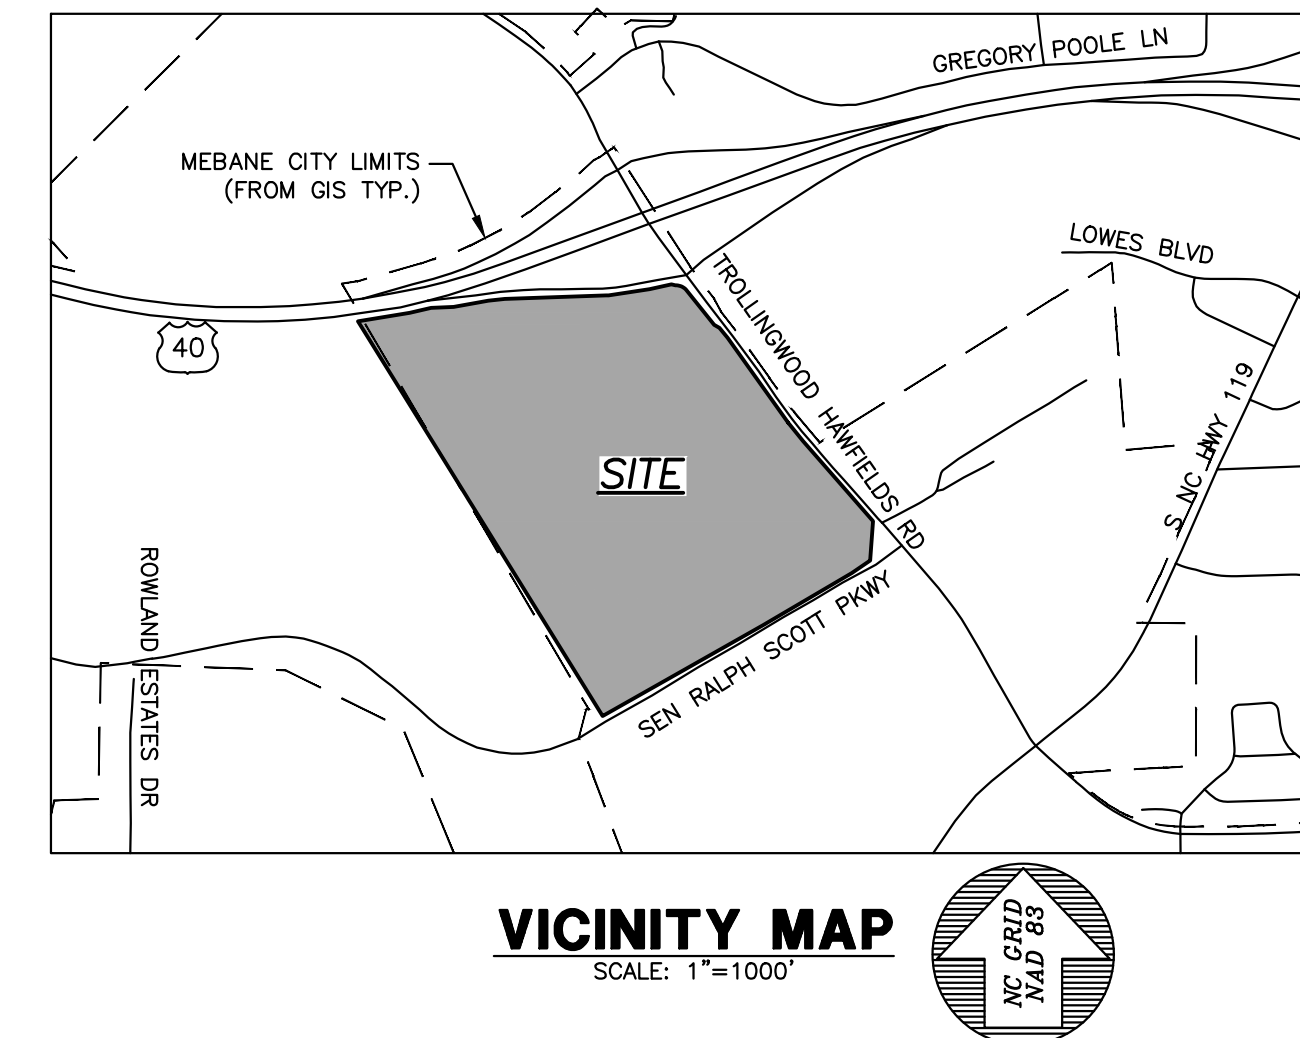 GREGORY POOLE LN
MEBANE CITY LIMITS
(FROM GIS TYP.)
LOWES BLVD
TROLLINGWOOD HAWFIELDS RD
40
S NC HWY 119
SITE
ROWLAND ESTATES DR
SEN RALPH SCOTT PKWY
VICINITY MAP
SCALE: 1"=1000'
NC GRID
NAD 83